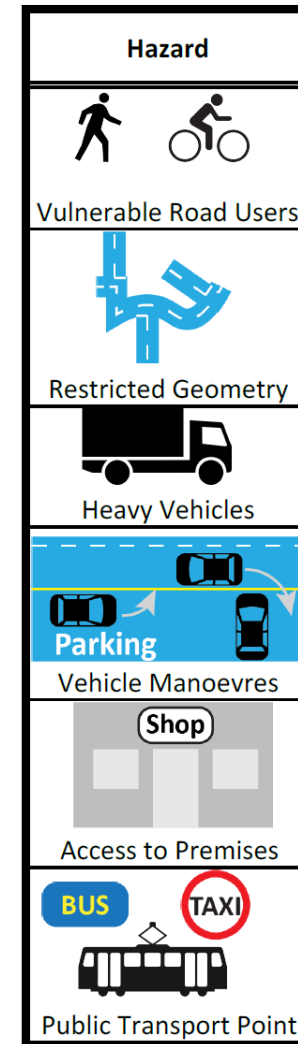 Hazard
Vulnerable Road Users
Restricted Geometry
Heavy Vehicles
Parking
Vehicle Manoevres
Shop
Access to Premises
BUS TAXI
Public Transport Point